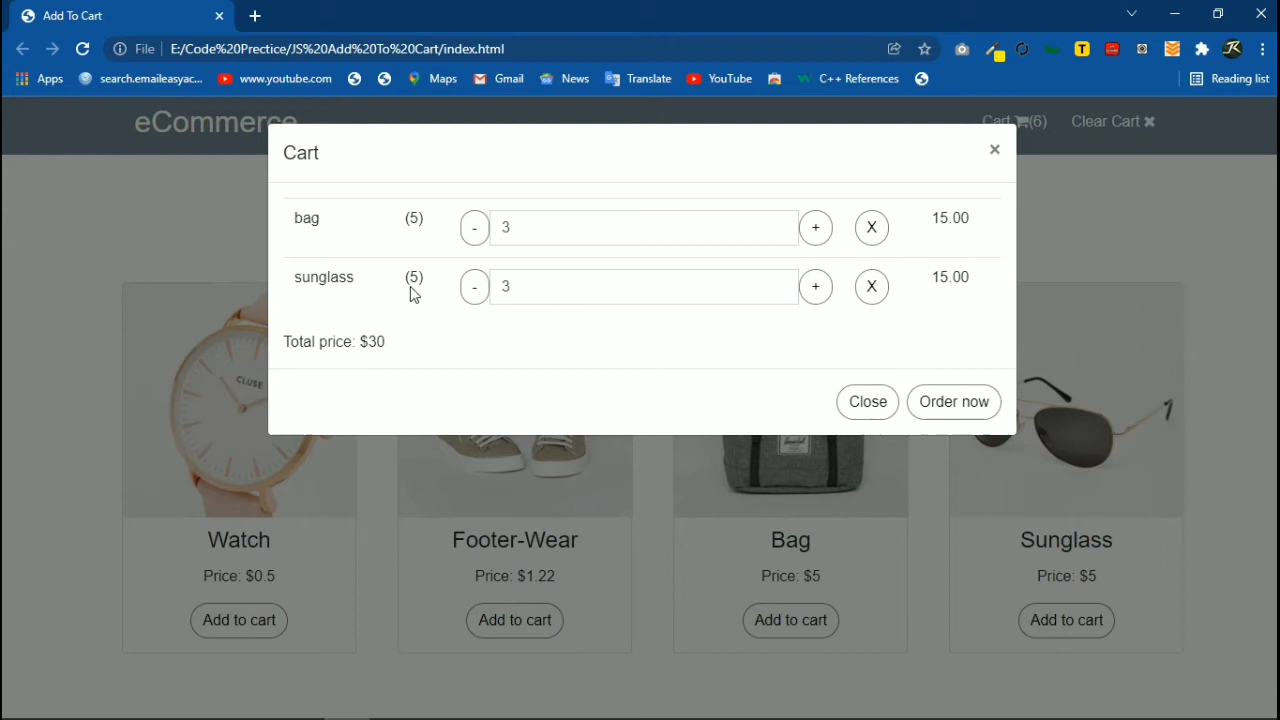 Add To Cart
File E:/Code%20Prectice/JS%20Add%20To%20Cart/index.html
Apps search.emaileasyac... www.youtube.com Maps Gmail News Translate YouTube C++ References Reading list
eCommerce Cart (6) Clear Cart ✖
Cart ×
bag (5) - 3 + X 15.00
sunglass (5) - 3 + X 15.00
Total price: $30
Close Order now
CLUSE
Watch Footer-Wear Bag Sunglass
Price: $0.5 Price: $1.22 Price: $5 Price: $5
Add to cart Add to cart Add to cart Add to cart